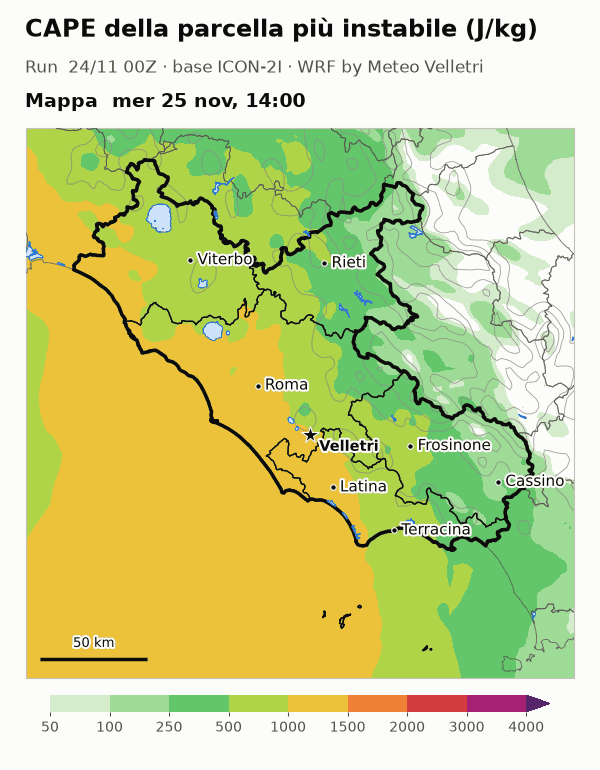 CAPE della parcella più instabile (J/kg)
Run  24/11 00Z · base ICON-2I · WRF by Meteo Velletri
Mappa  mer 25 nov, 14:00
Viterbo
Rieti
Roma
Velletri
Frosinone
Latina
Cassino
Terracina
50 km
50 100 250 500 1000 1500 2000 3000 4000